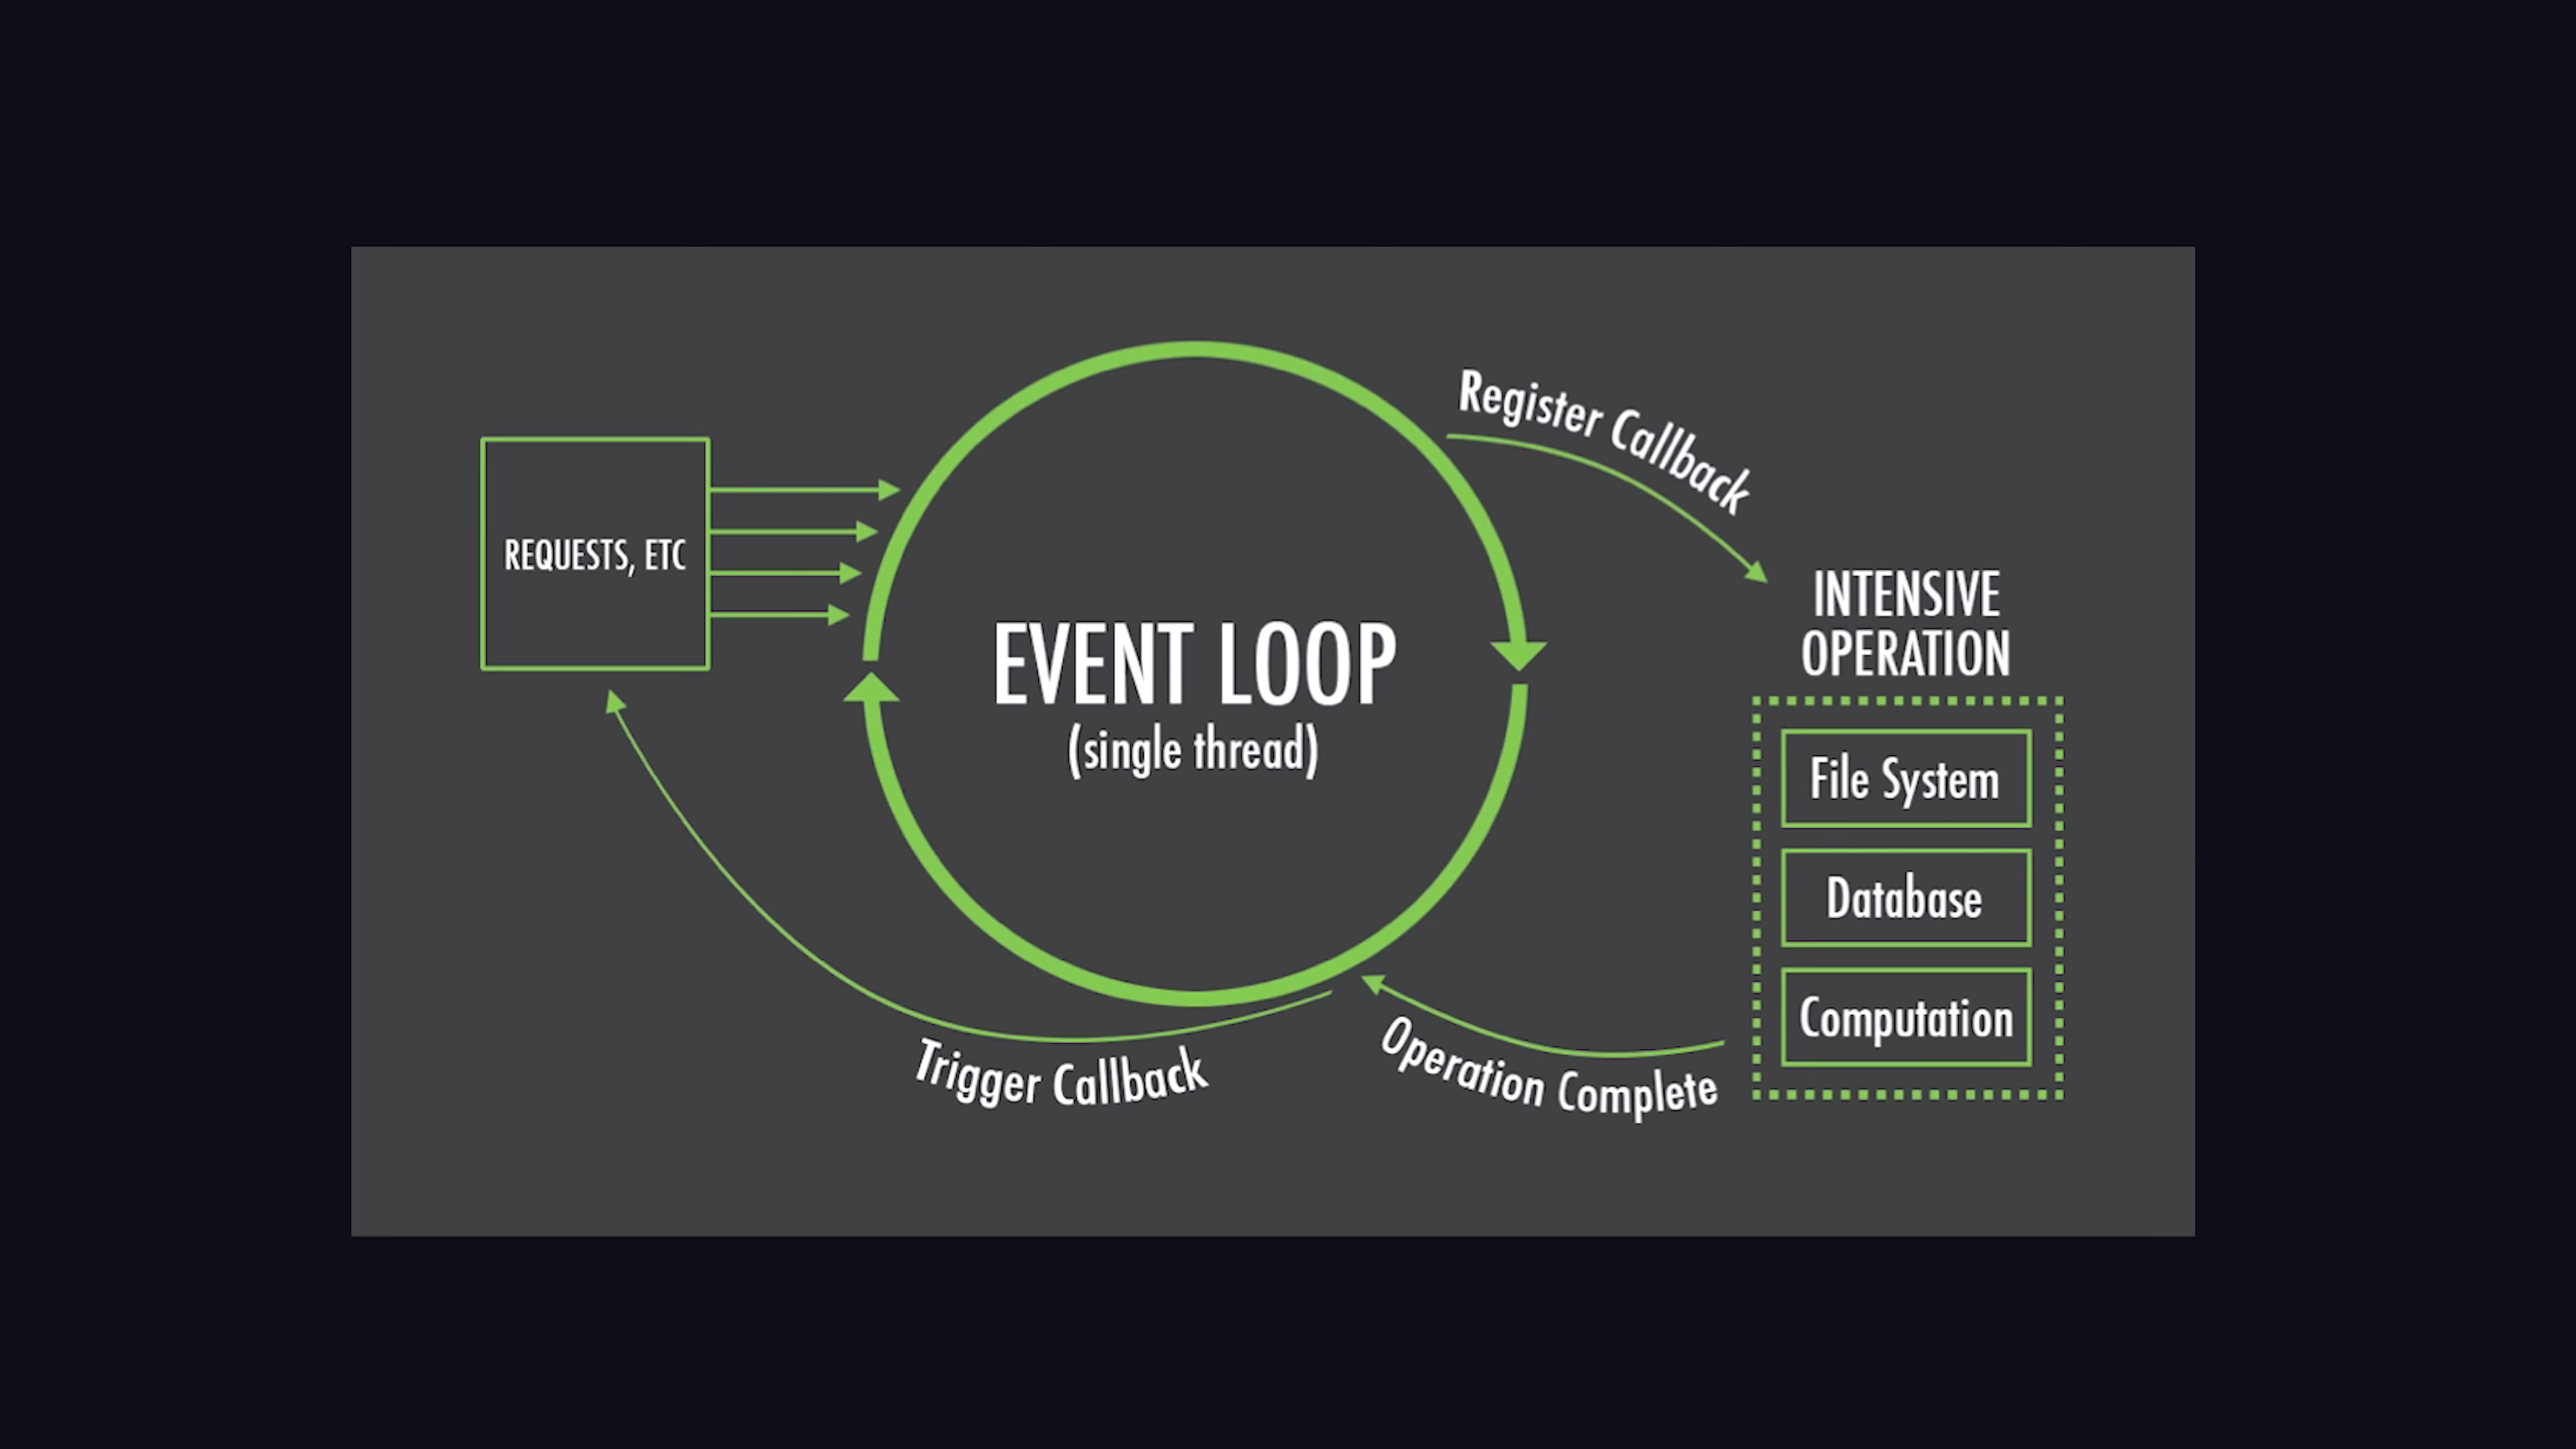 REQUESTS, ETC
EVENT LOOP
(single thread)
Register Callback
INTENSIVE
OPERATION
File System
Database
Computation
Operation Complete
Trigger Callback